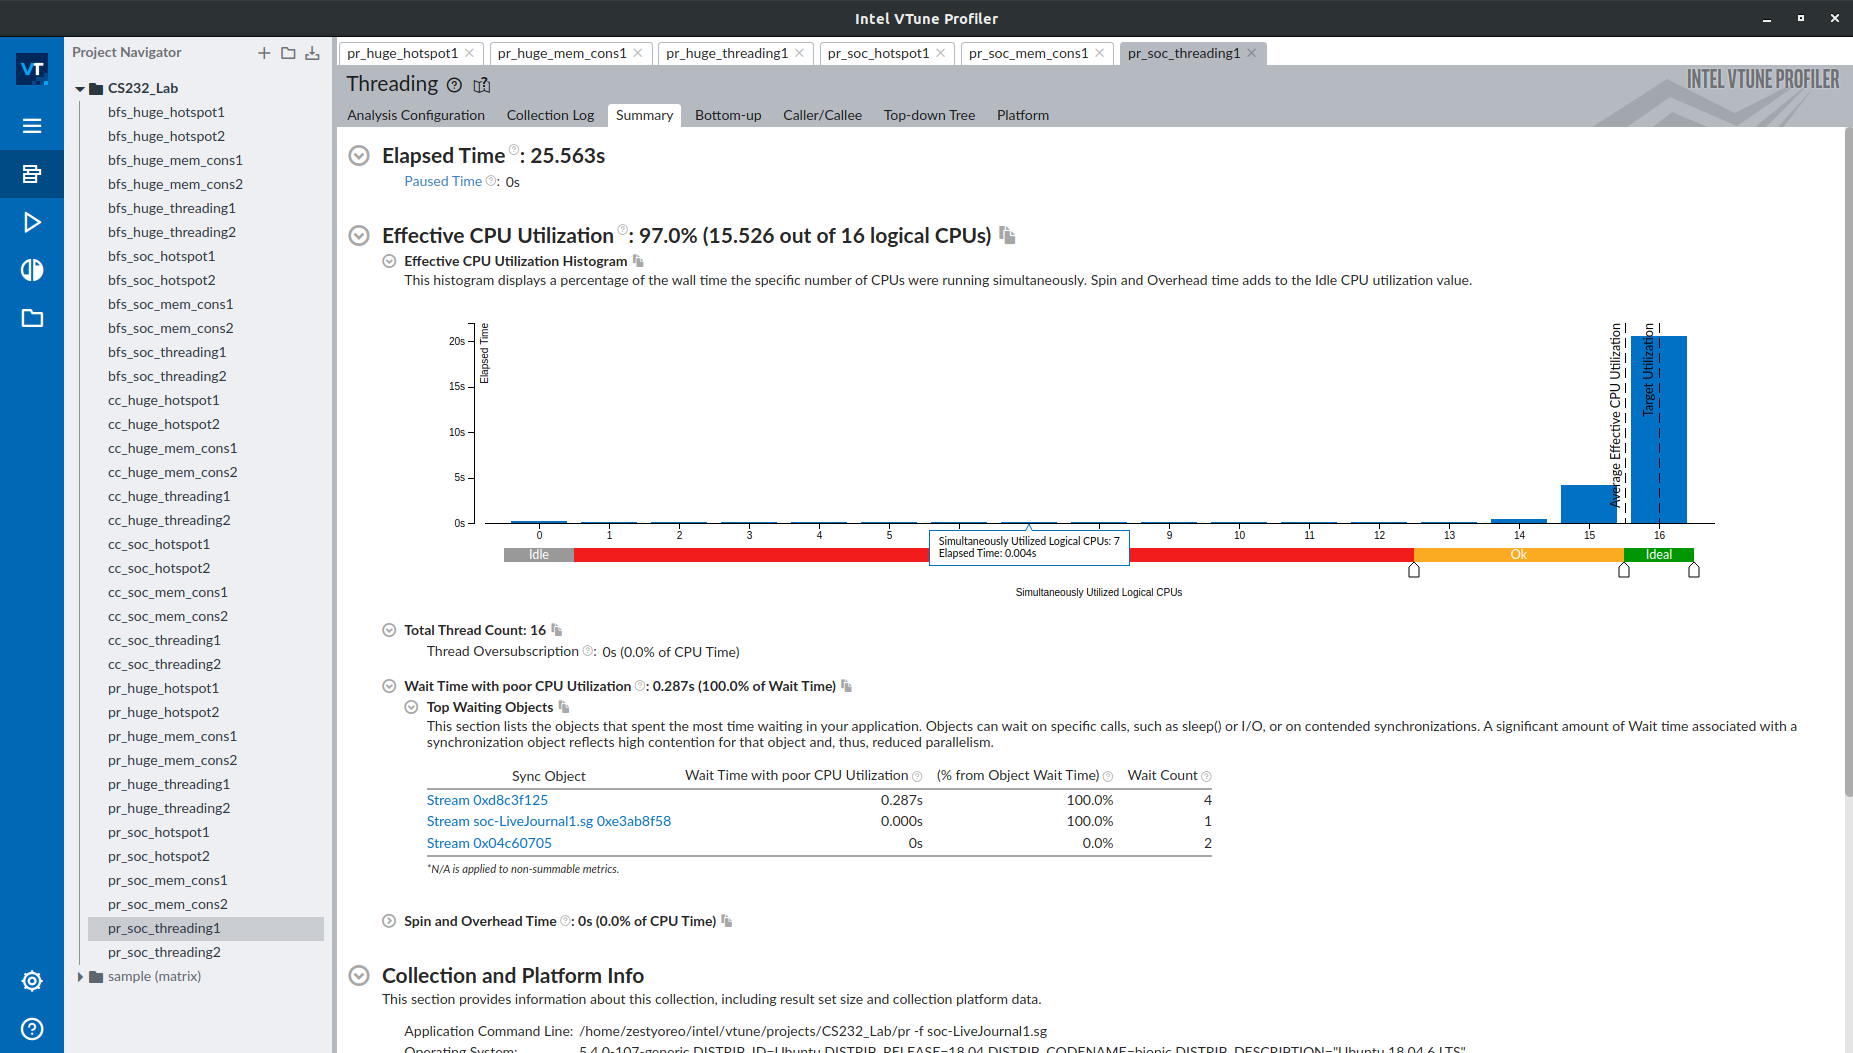 Intel VTune Profiler
VT
Project Navigator
CS232_Lab
bfs_huge_hotspot1
bfs_huge_hotspot2
bfs_huge_mem_cons1
bfs_huge_mem_cons2
bfs_huge_threading1
bfs_huge_threading2
bfs_soc_hotspot1
bfs_soc_hotspot2
bfs_soc_mem_cons1
bfs_soc_mem_cons2
bfs_soc_threading1
bfs_soc_threading2
cc_huge_hotspot1
cc_huge_hotspot2
cc_huge_mem_cons1
cc_huge_mem_cons2
cc_huge_threading1
cc_huge_threading2
cc_soc_hotspot1
cc_soc_hotspot2
cc_soc_mem_cons1
cc_soc_mem_cons2
cc_soc_threading1
cc_soc_threading2
pr_huge_hotspot1
pr_huge_hotspot2
pr_huge_mem_cons1
pr_huge_mem_cons2
pr_huge_threading1
pr_huge_threading2
pr_soc_hotspot1
pr_soc_hotspot2
pr_soc_mem_cons1
pr_soc_mem_cons2
pr_soc_threading1
pr_soc_threading2
sample (matrix)
pr_huge_hotspot1 pr_huge_mem_cons1 pr_huge_threading1 pr_soc_hotspot1 pr_soc_mem_cons1 pr_soc_threading1
Threading
INTEL VTUNE PROFILER
Analysis Configuration Collection Log Summary Bottom-up Caller/Callee Top-down Tree Platform
Elapsed Time : 25.563s
Paused Time : 0s
Effective CPU Utilization : 97.0% (15.526 out of 16 logical CPUs)
Effective CPU Utilization Histogram
This histogram displays a percentage of the wall time the specific number of CPUs were running simultaneously. Spin and Overhead time adds to the Idle CPU utilization value.
Elapsed Time
20s
15s
10s
5s
0s
Average Effective CPU Utilization
Target Utilization
0 1 2 3 4 5 9 10 11 12 13 14 15 16
Simultaneously Utilized Logical CPUs: 7
Elapsed Time: 0.004s
Idle Ok Ideal
Simultaneously Utilized Logical CPUs
Total Thread Count: 16
Thread Oversubscription : 0s (0.0% of CPU Time)
Wait Time with poor CPU Utilization : 0.287s (100.0% of Wait Time)
Top Waiting Objects
This section lists the objects that spent the most time waiting in your application. Objects can wait on specific calls, such as sleep() or I/O, or on contended synchronizations. A significant amount of Wait time associated with a
synchronization object reflects high contention for that object and, thus, reduced parallelism.
Sync Object Wait Time with poor CPU Utilization (% from Object Wait Time) Wait Count
Stream 0xd8c3f125 0.287s 100.0% 4
Stream soc-LiveJournal1.sg 0xe3ab8f58 0.000s 100.0% 1
Stream 0x04c60705 0s 0.0% 2
*N/A is applied to non-summable metrics.
Spin and Overhead Time : 0s (0.0% of CPU Time)
Collection and Platform Info
This section provides information about this collection, including result set size and collection platform data.
Application Command Line: /home/zestyoreo/intel/vtune/projects/CS232_Lab/pr -f soc-LiveJournal1.sg
Operating System: 5.4.0-107-generic DISTRIB_ID=Ubuntu DISTRIB_RELEASE=18.04 DISTRIB_CODENAME=bionic DISTRIB_DESCRIPTION="Ubuntu 18.04.6 LTS"